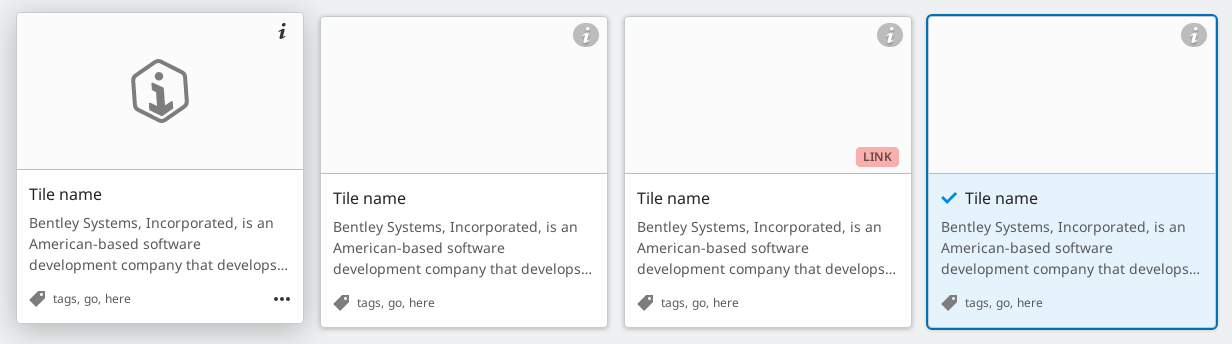 Tile name
Bentley Systems, Incorporated, is an
American-based software
development company that develops...
tags, go, here
Tile name
Bentley Systems, Incorporated, is an
American-based software
development company that develops...
tags, go, here
LINK
Tile name
Bentley Systems, Incorporated, is an
American-based software
development company that develops...
tags, go, here
Tile name
Bentley Systems, Incorporated, is an
American-based software
development company that develops...
tags, go, here